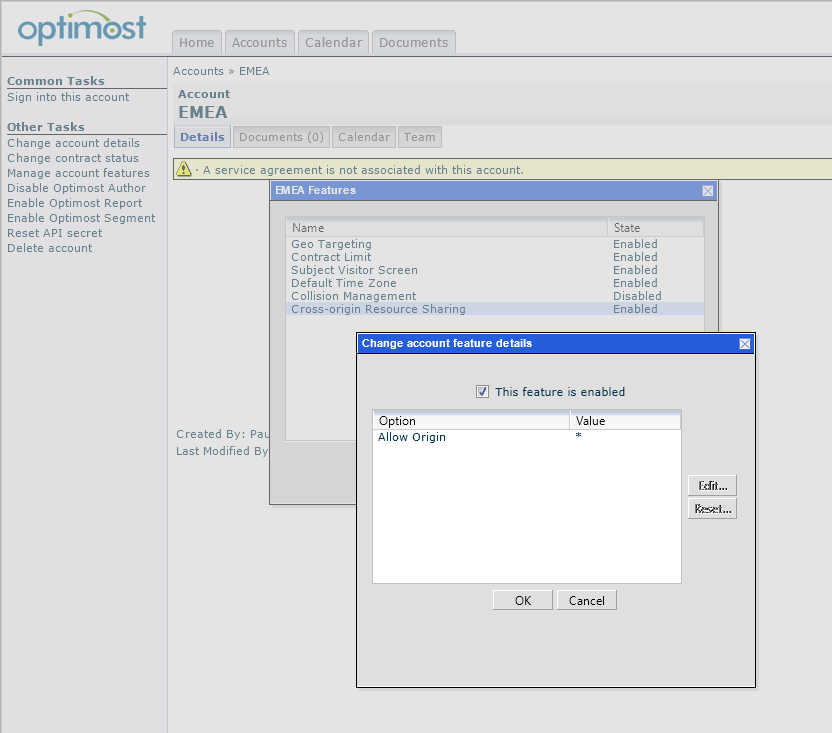 optimost
Home Accounts Calendar Documents
Common Tasks
Sign into this account
Other Tasks
Change account details
Change contract status
Manage account features
Disable Optimost Author
Enable Optimost Report
Enable Optimost Segment
Reset API secret
Delete account
Accounts » EMEA
Account
EMEA
Details Documents (0) Calendar Team
- A service agreement is not associated with this account.
EMEA Features
Name State
Geo Targeting Enabled
Contract Limit Enabled
Subject Visitor Screen Enabled
Default Time Zone Enabled
Collision Management Disabled
Cross-origin Resource Sharing Enabled
Created By: Pau
Last Modified By
Change account feature details
This feature is enabled
Option Value
Allow Origin *
Edit...
Reset...
OK Cancel